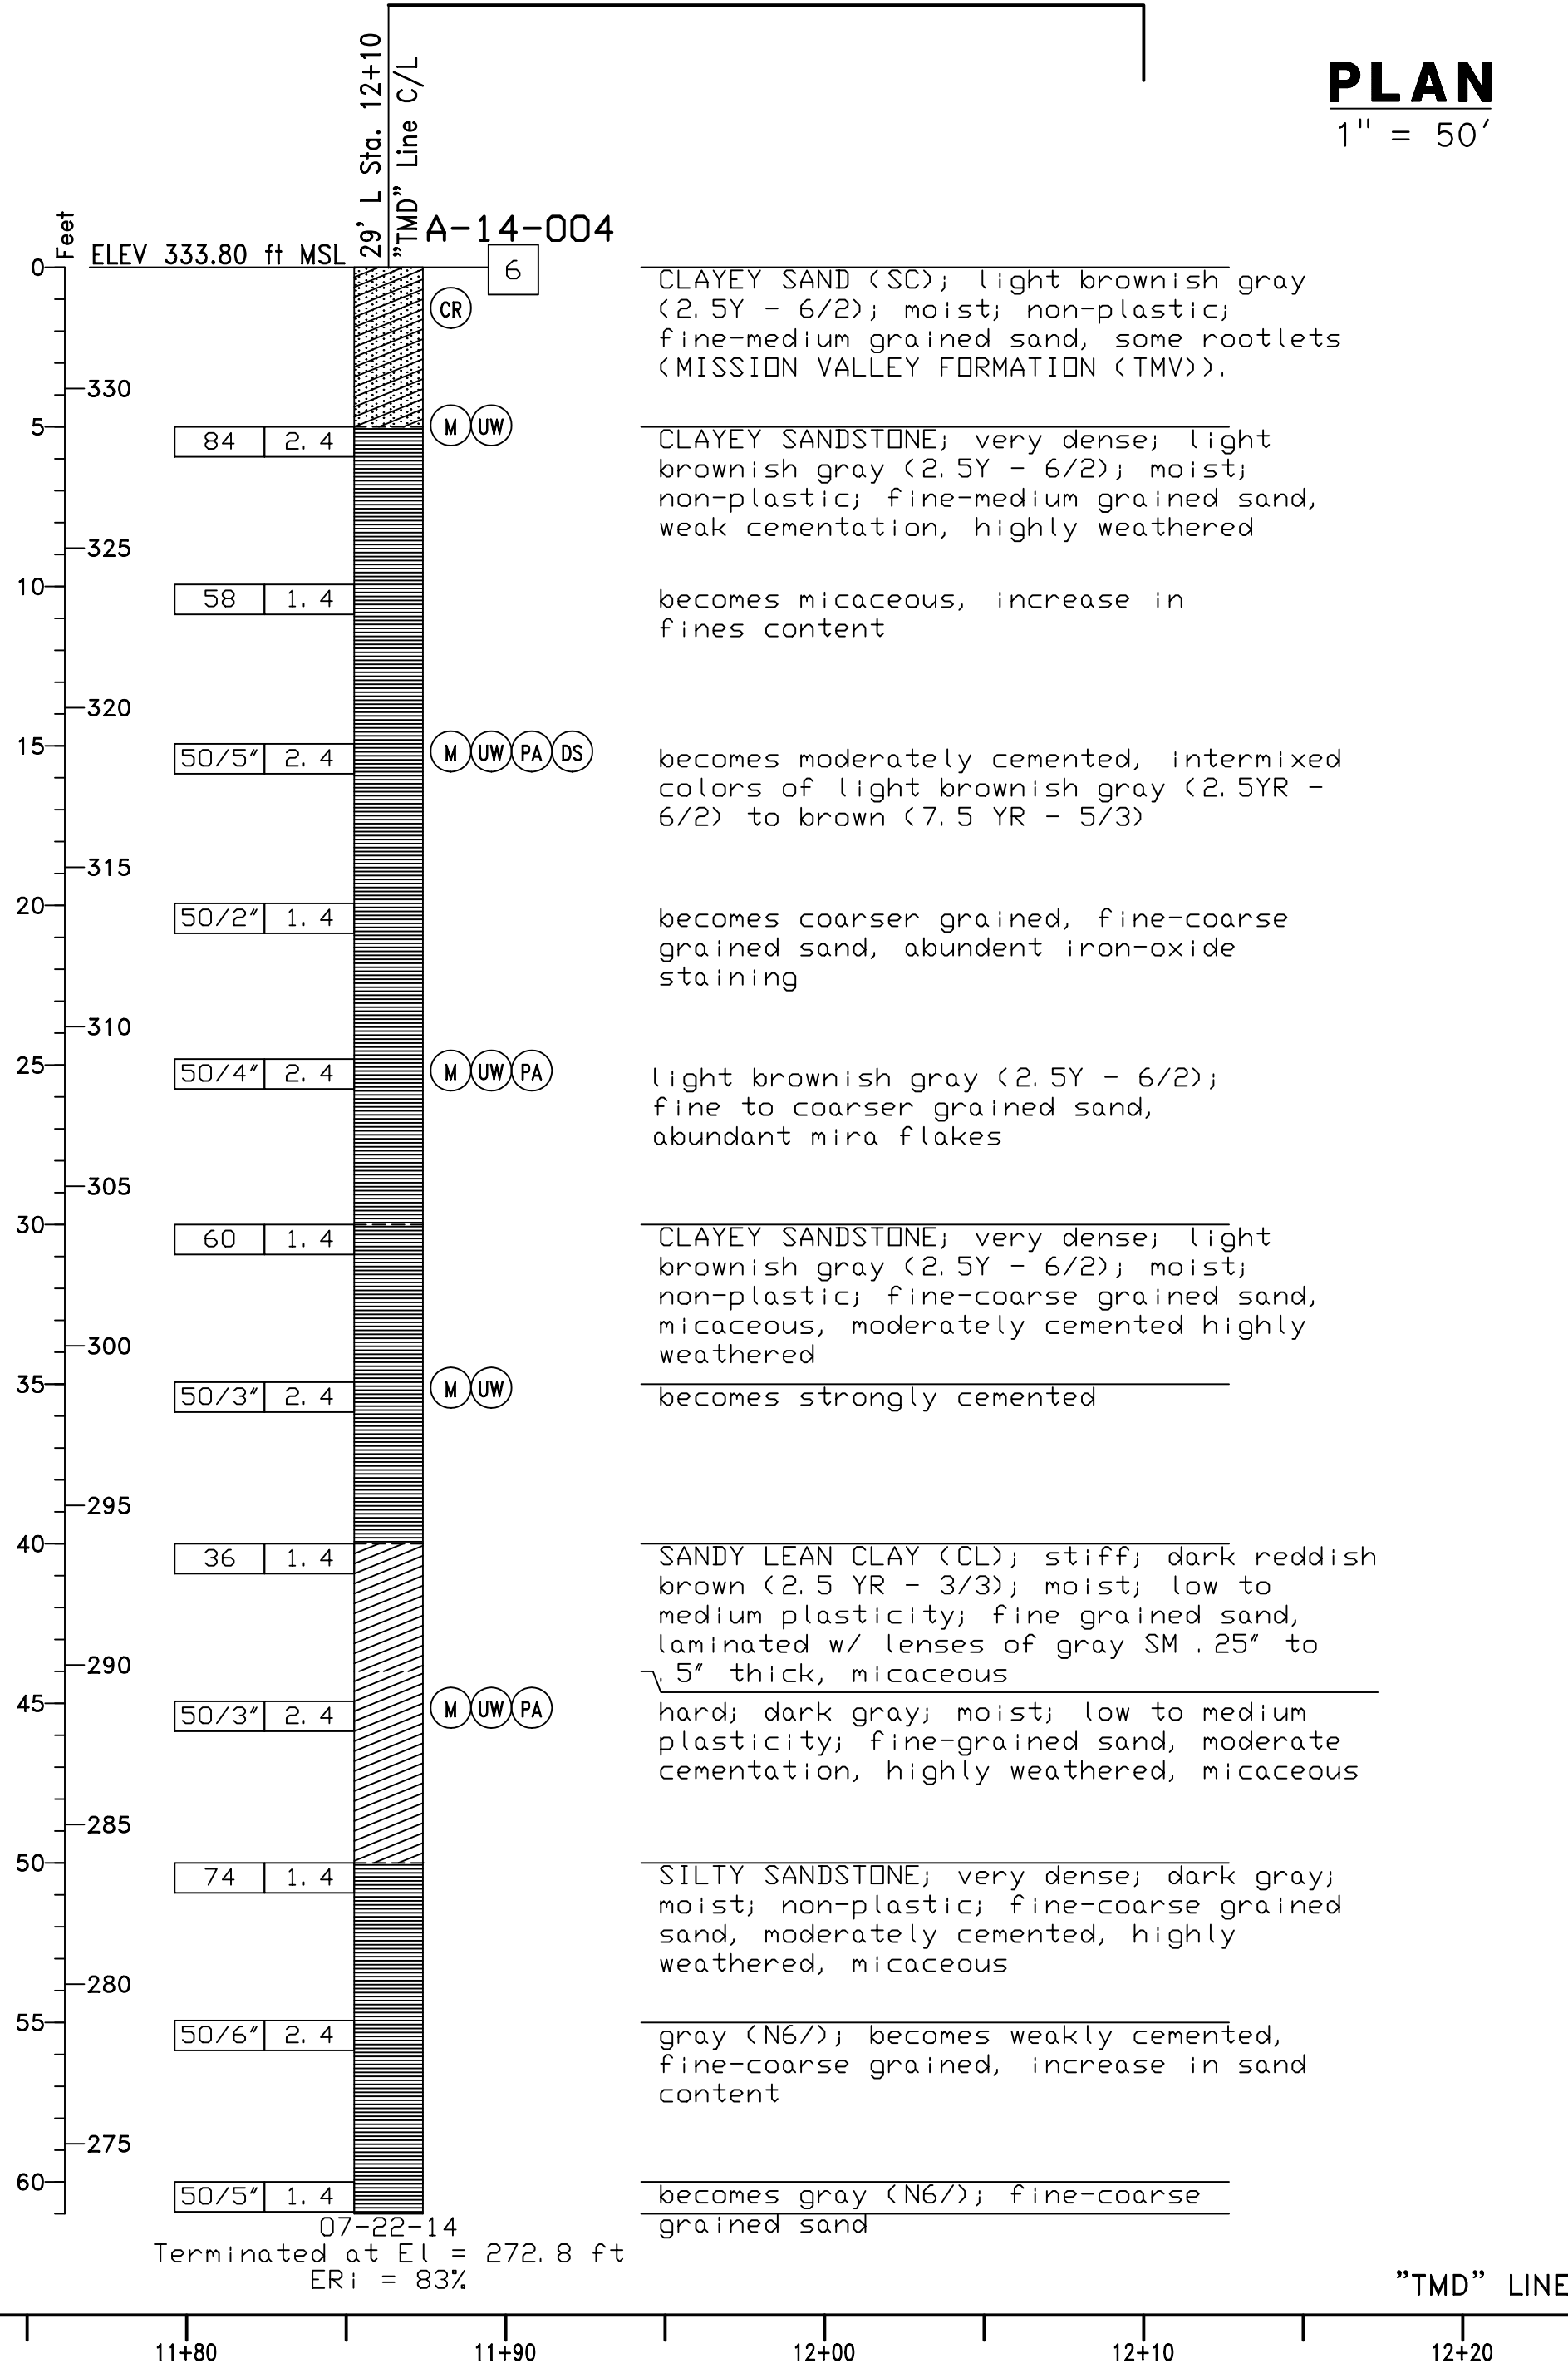 PLAN
1" = 50'
29' L Sta. 12+10
"TMD" Line C/L
A-14-004
Feet
ELEV 333.80 ft MSL
6
0
CR
CLAYEY SAND (SC); light brownish gray
(2.5Y - 6/2); moist; non-plastic;
fine-medium grained sand, some rootlets
(MISSION VALLEY FORMATION (TMV)).
330
5
84 2.4
M UW
CLAYEY SANDSTONE; very dense; light
brownish gray (2.5Y - 6/2); moist;
non-plastic; fine-medium grained sand,
weak cementation, highly weathered
325
10
58 1.4
becomes micaceous, increase in
fines content
320
15
50/5" 2.4
M UW PA DS
becomes moderately cemented, intermixed
colors of light brownish gray (2.5YR -
6/2) to brown (7.5 YR - 5/3)
315
20
50/2" 1.4
becomes coarser grained, fine-coarse
grained sand, abundent iron-oxide
staining
310
25
50/4" 2.4
M UW PA
light brownish gray (2.5Y - 6/2);
fine to coarser grained sand,
abundant mira flakes
305
30
60 1.4
CLAYEY SANDSTONE; very dense; light
brownish gray (2.5Y - 6/2); moist;
non-plastic; fine-coarse grained sand,
micaceous, moderately cemented highly
weathered
300
35
50/3" 2.4
M UW
becomes strongly cemented
295
40
36 1.4
SANDY LEAN CLAY (CL); stiff; dark reddish
brown (2.5 YR - 3/3); moist; low to
medium plasticity; fine grained sand,
laminated w/ lenses of gray SM .25" to
.5" thick, micaceous
290
45
50/3" 2.4
M UW PA
hard; dark gray; moist; low to medium
plasticity; fine-grained sand, moderate
cementation, highly weathered, micaceous
285
50
74 1.4
SILTY SANDSTONE; very dense; dark gray;
moist; non-plastic; fine-coarse grained
sand, moderately cemented, highly
weathered, micaceous
280
55
50/6" 2.4
gray (N6/); becomes weakly cemented,
fine-coarse grained, increase in sand
content
275
60
50/5" 1.4
becomes gray (N6/); fine-coarse
grained sand
07-22-14
Terminated at El = 272.8 ft
ERi = 83%
"TMD" LINE
11+80 11+90 12+00 12+10 12+20